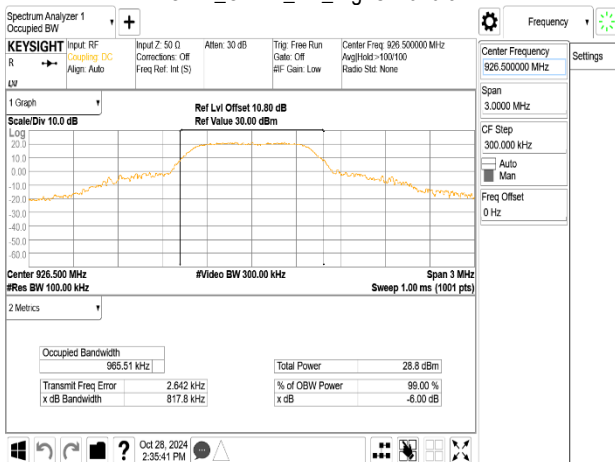 Spectrum Analyzer 1
Occupied BW
Frequency
KEYSIGHT
R
Input: RF
Coupling: DC
Align: Auto
Input Z: 50 Ω
Corrections: Off
Freq Ref: Int (S)
Atten: 30 dB
Trig: Free Run
Gate: Off
#IF Gain: Low
Center Freq: 926.500000 MHz
Avg|Hold:>100/100
Radio Std: None
Center Frequency
926.500000 MHz
Settings
Span
3.0000 MHz
CF Step
300.000 kHz
Auto
Man
Freq Offset
0 Hz
1 Graph
Scale/Div 10.0 dB
Ref Lvl Offset 10.80 dB
Ref Value 30.00 dBm
Log
20.0
10.0
0.00
-10.0
-20.0
-30.0
-40.0
-50.0
-60.0
Center 926.500 MHz
#Video BW 300.00 kHz
Span 3 MHz
#Res BW 100.00 kHz
Sweep 1.00 ms (1001 pts)
2 Metrics
Occupied Bandwidth
965.51 kHz
Total Power 28.8 dBm
Transmit Freq Error 2.642 kHz
% of OBW Power 99.00 %
x dB Bandwidth 817.8 kHz
x dB -6.00 dB
Oct 28, 2024
2:35:41 PM